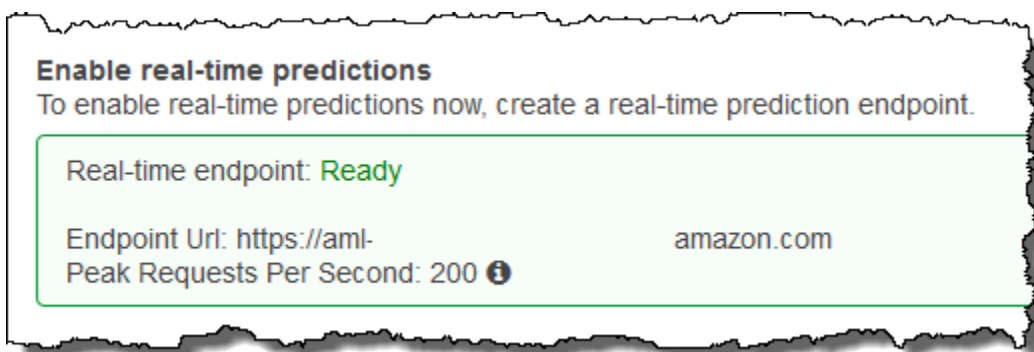 Enable real-time predictions
To enable real-time predictions now, create a real-time prediction endpoint.
Real-time endpoint: Ready
Endpoint Url: https://aml- amazon.com
Peak Requests Per Second: 200